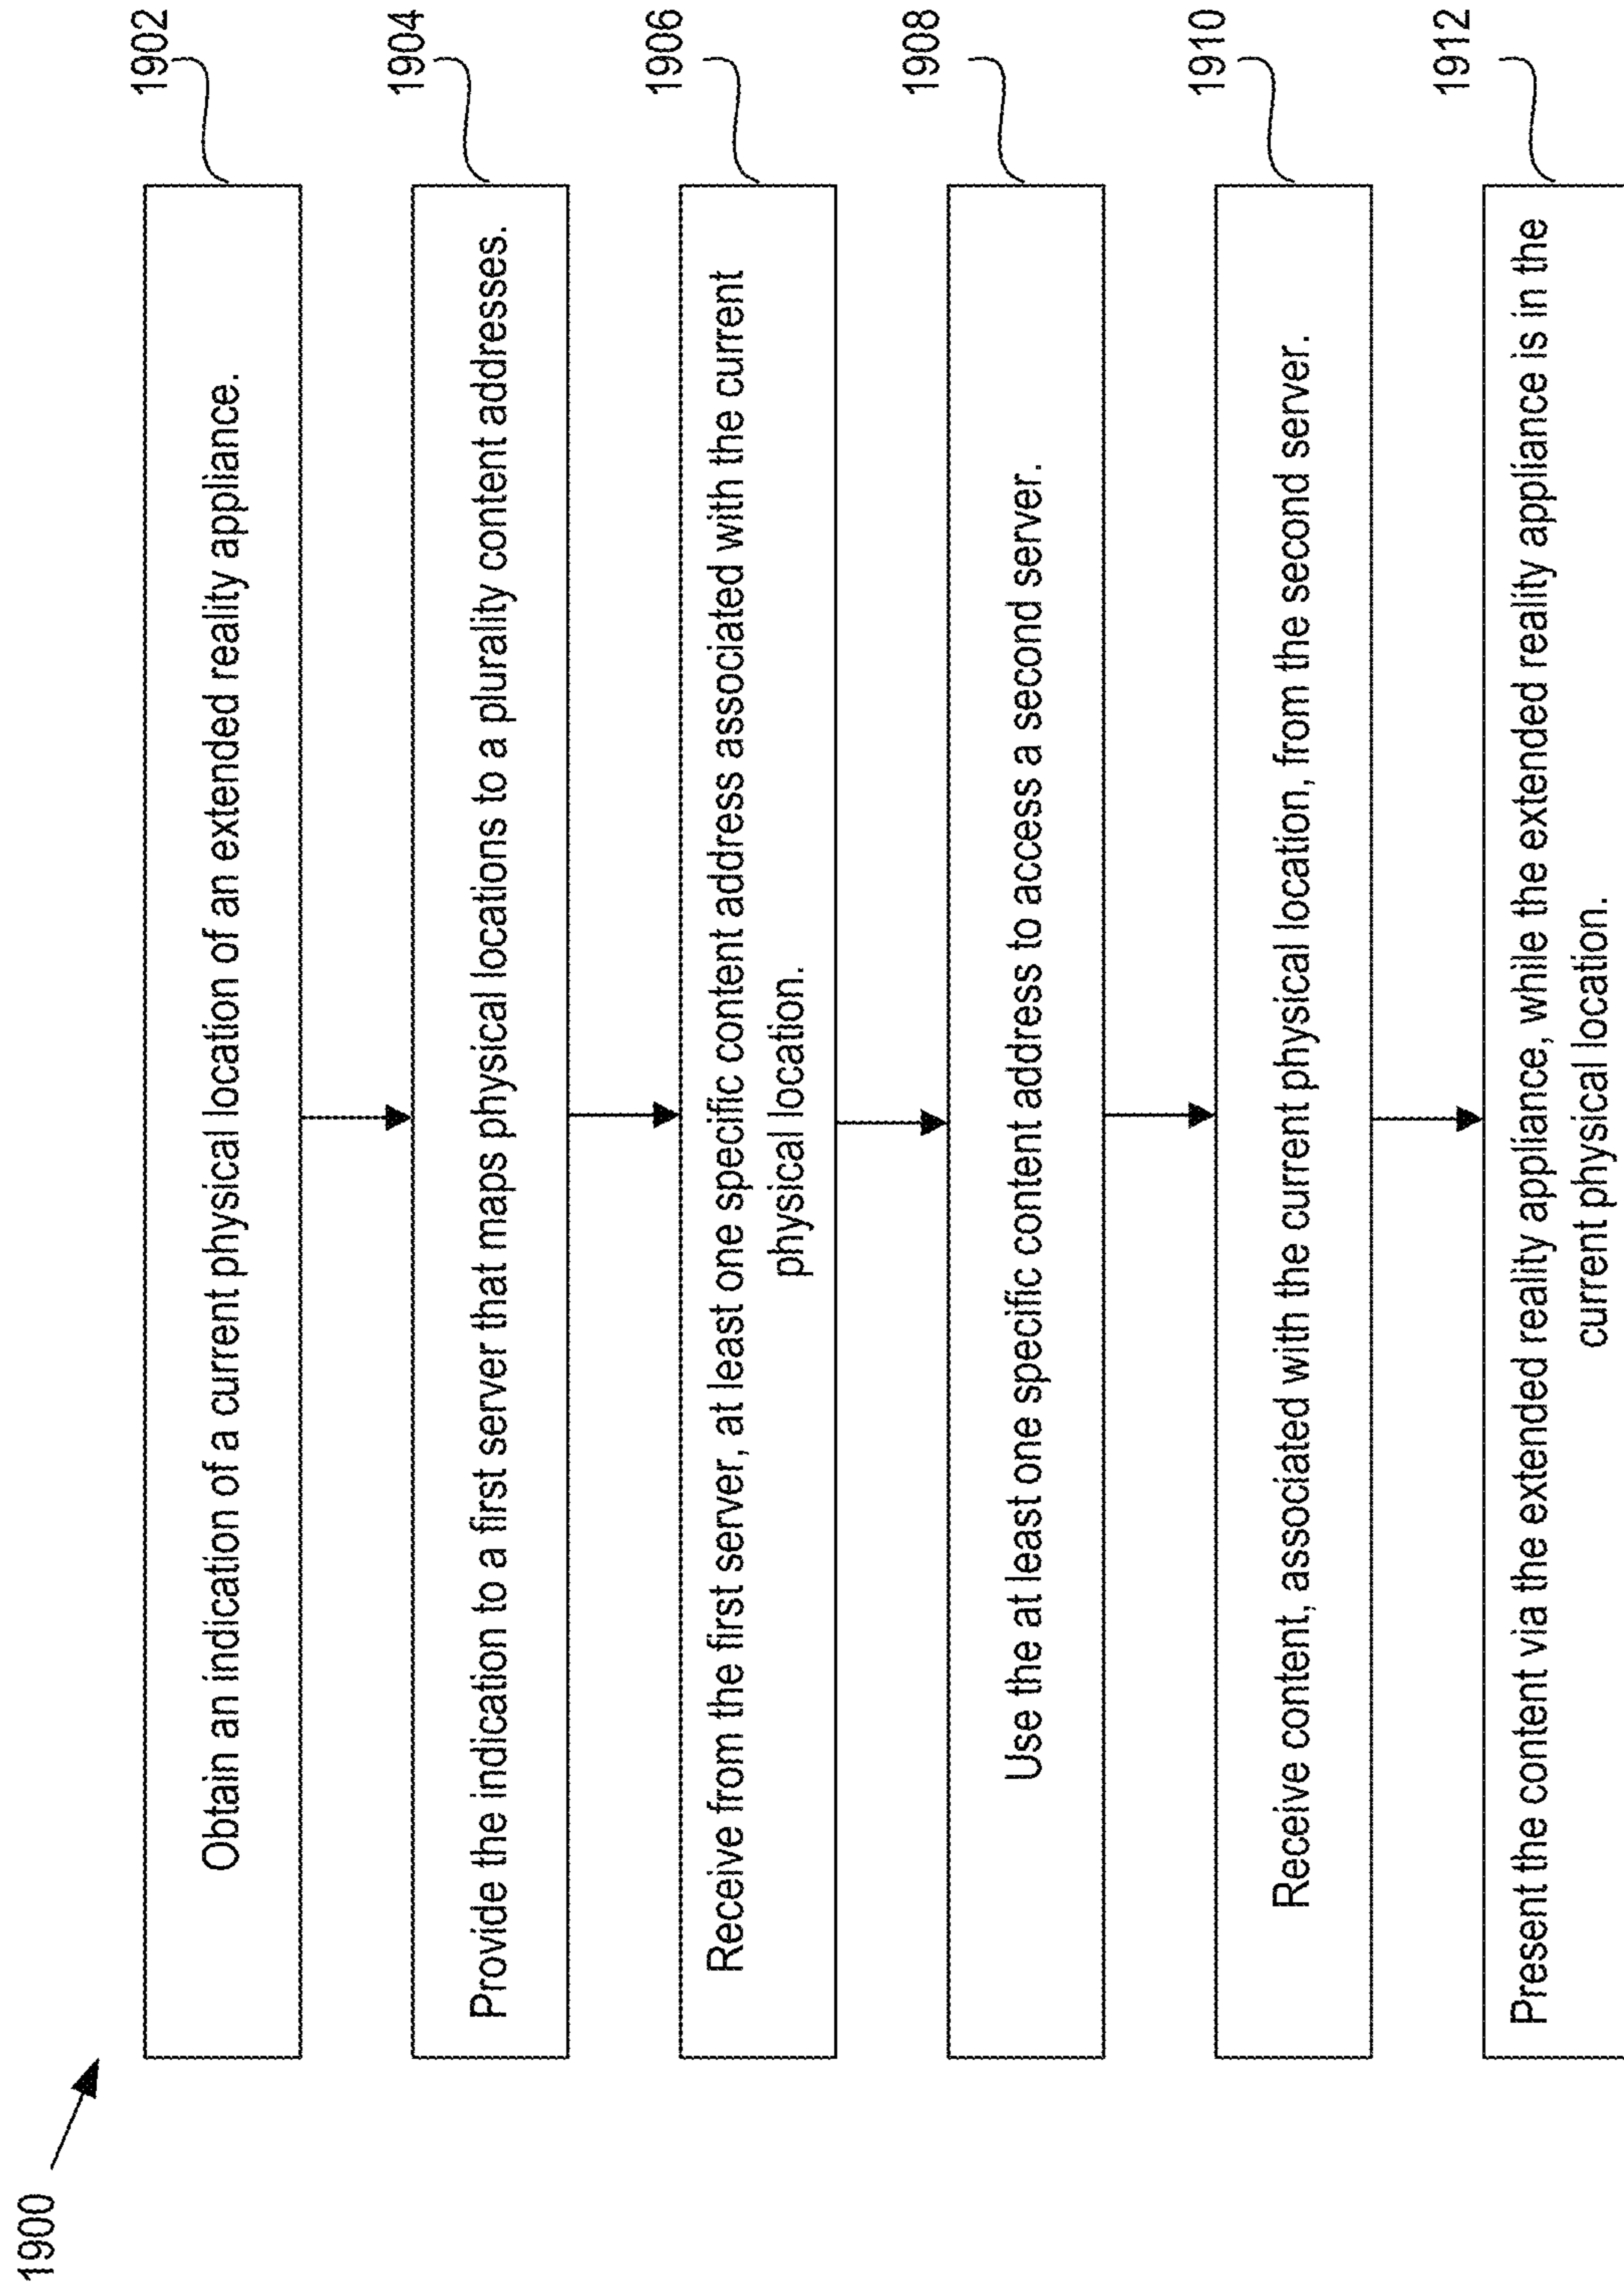 1900
Obtain an indication of a current physical location of an extended reality appliance.
1902
Provide the indication to a first server that maps physical locations to a plurality content addresses.
1904
Receive from the first server, at least one specific content address associated with the current
physical location.
1906
Use the at least one specific content address to access a second server.
1908
Receive content, associated with the current physical location, from the second server.
1910
Present the content via the extended reality appliance, while the extended reality appliance is in the
current physical location.
1912